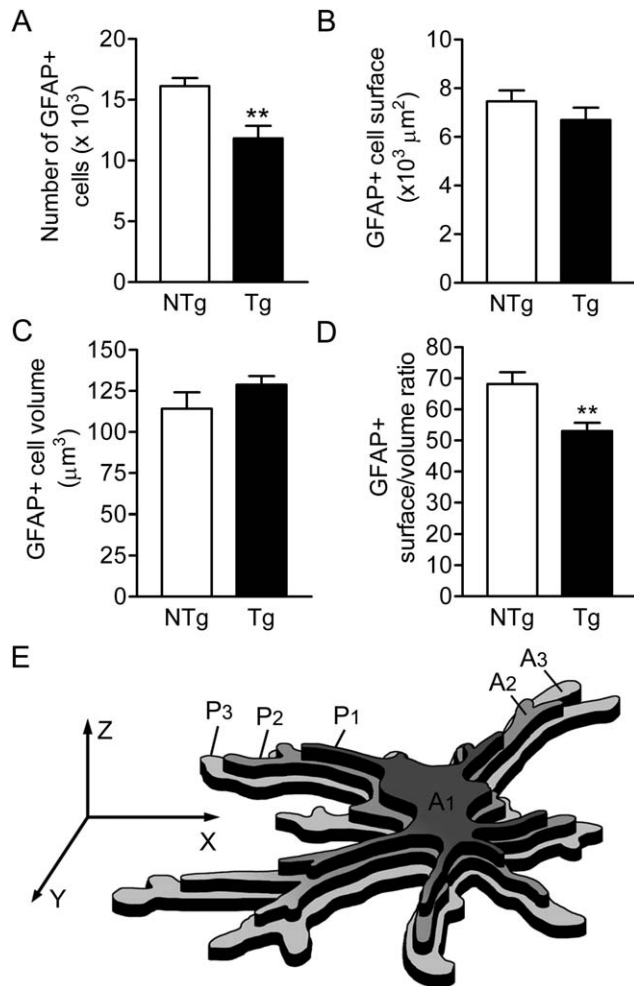 A
Number of GFAP+
cells (x 10³)
20
15
10
5
0
**
NTg
Tg
B
GFAP+ cell surface
(x10³ μm²)
10
8
6
4
2
0
NTg
Tg
C
GFAP+ cell volume
(μm³)
150
125
100
75
50
25
0
NTg
Tg
D
GFAP+
surface/volume ratio
80
70
60
50
40
30
20
10
0
**
NTg
Tg
E
Z
X
Y
P3
P2
P1
A1
A2
A3